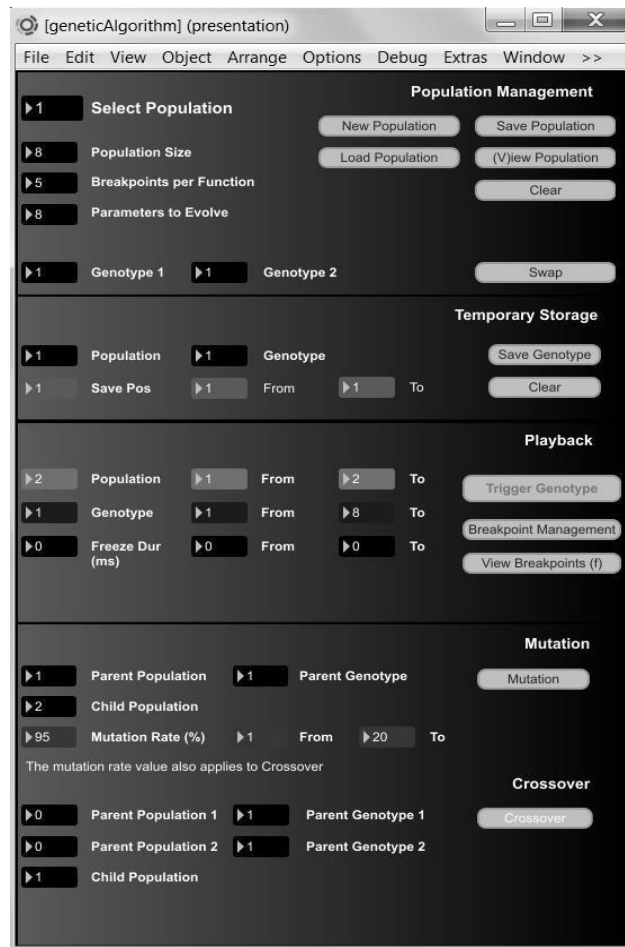 [geneticAlgorithm] (presentation)
File Edit View Object Arrange Options Debug Extras Window >>
Population Management
1 Select Population
New Population Save Population
8 Population Size
Load Population (V)iew Population
5 Breakpoints per Function
Clear
8 Parameters to Evolve
1 Genotype 1 1 Genotype 2 Swap
Temporary Storage
1 Population 1 Genotype Save Genotype
1 Save Pos 1 From 1 To Clear
Playback
2 Population 1 From 2 To
Trigger Genotype
1 Genotype 1 From 8 To
Breakpoint Management
0 Freeze Dur 0 From 0 To
(ms)
View Breakpoints (f)
Mutation
1 Parent Population 1 Parent Genotype Mutation
2 Child Population
95 Mutation Rate (%) 1 From 20 To
The mutation rate value also applies to Crossover
Crossover
0 Parent Population 1 1 Parent Genotype 1 Crossover
0 Parent Population 2 1 Parent Genotype 2
1 Child Population